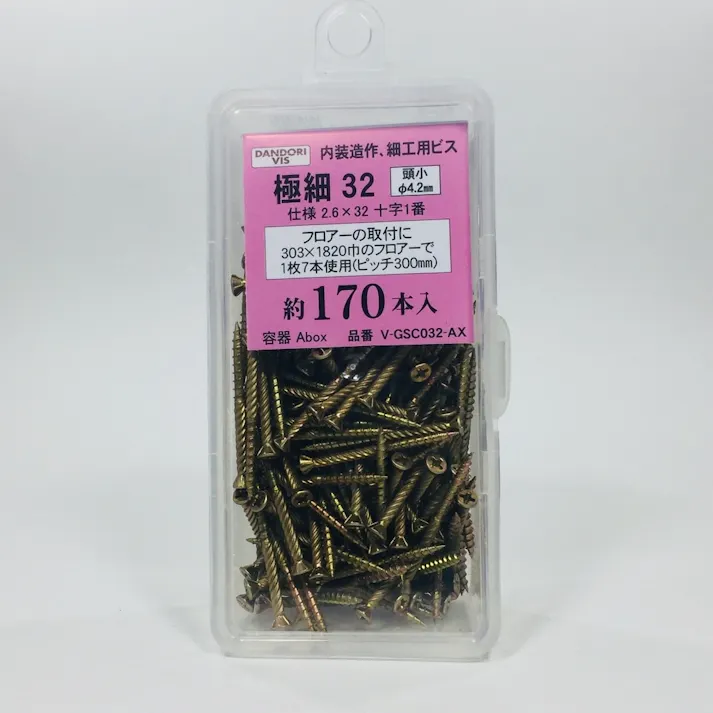 DANDORI
VIS
内装造作、細工用ビス
極細 32
頭小
φ4.2mm
仕様 2.6×32 十字1番
フロアーの取付に
303×1820巾のフロアーで
1枚7本使用(ピッチ300mm)
約170本入
容器 Abox 品番 V-GSC032-AX